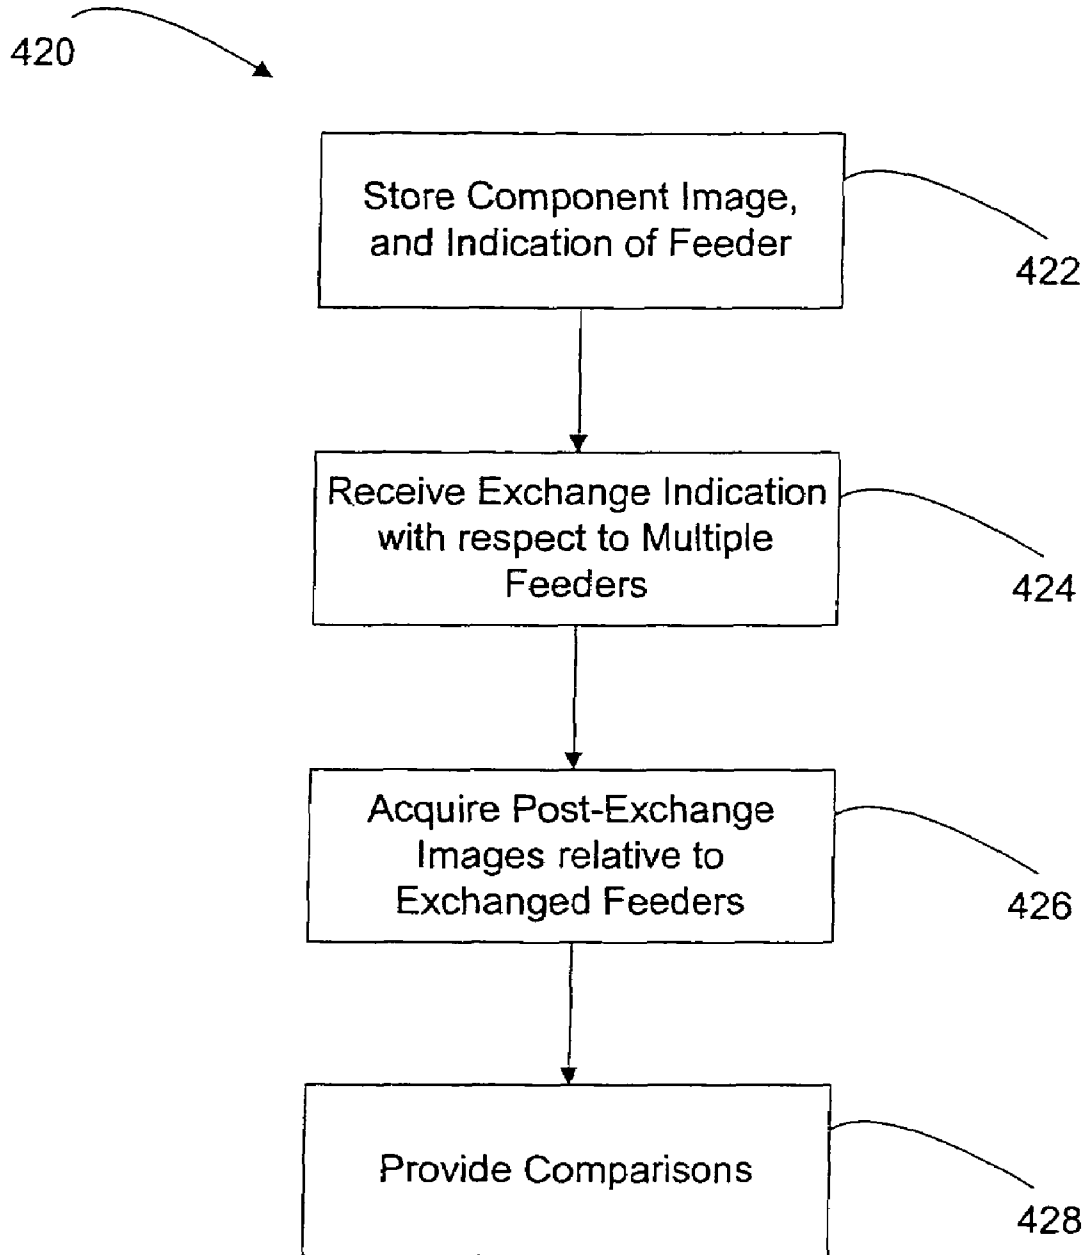 420
Store Component Image,
and Indication of Feeder
422
Receive Exchange Indication
with respect to Multiple
Feeders
424
Acquire Post-Exchange
Images relative to
Exchanged Feeders
426
Provide Comparisons
428